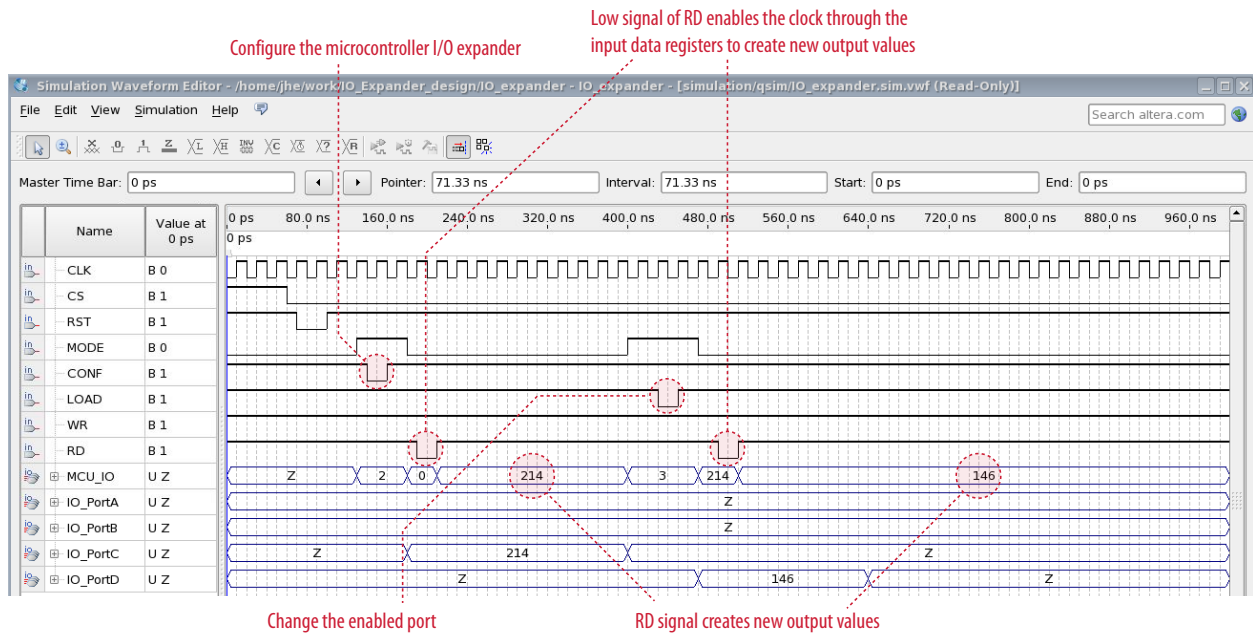 Low signal of RD enables the clock through the
Configure the microcontroller I/O expander
input data registers to create new output values
Simulation Waveform Editor - /home/jhe/work/IO_Expander_design/IO_expander - IO_expander - [simulation/qsim/IO_expander.sim.vwf (Read-Only)]
File Edit View Simulation Help
Search altera.com
Master Time Bar: 0 ps Pointer: 71.33 ns Interval: 71.33 ns Start: 0 ps End: 0 ps
Name Value at 0 ps
0 ps 80.0 ns 160.0 ns 240.0 ns 320.0 ns 400.0 ns 480.0 ns 560.0 ns 640.0 ns 720.0 ns 800.0 ns 880.0 ns 960.0 ns
0 ps
CLK B 0
CS B 1
RST B 1
MODE B 0
CONF B 1
LOAD B 1
WR B 1
RD B 1
MCU_IO U Z Z 2 0 214 3 214 146
IO_PortA U Z Z
IO_PortB U Z Z
IO_PortC U Z Z 214 Z
IO_PortD U Z Z 146 Z
Change the enabled port
RD signal creates new output values